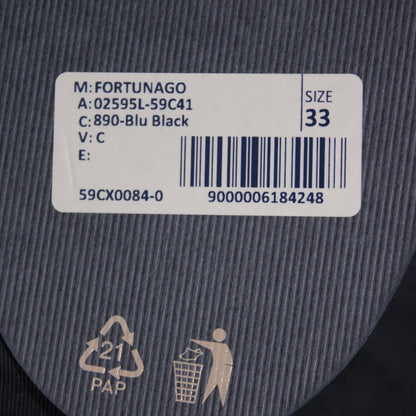 M: FORTUNAGO
A: 02595L-59C41
C: 890-Blu Black
V: C
E:
SIZE
33
59CX0084-0
9000006184248
21
PAP